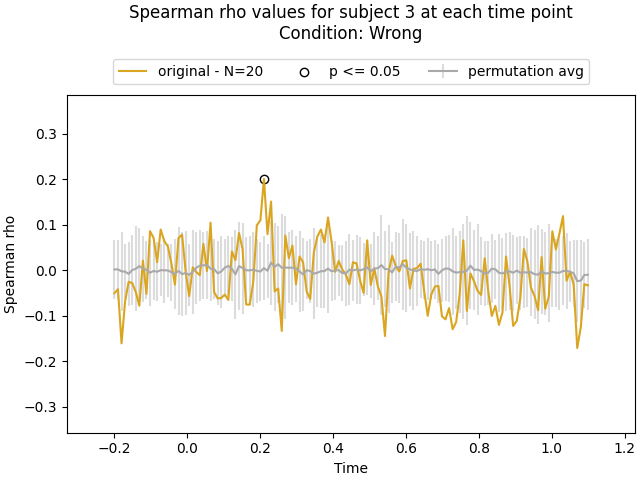 Spearman rho values for subject 3 at each time point
Condition: Wrong
original - N=20 p <= 0.05 permutation avg
0.3
0.2
0.1
0.0
−0.1
−0.2
−0.3
Spearman rho
−0.2 0.0 0.2 0.4 0.6 0.8 1.0 1.2
Time